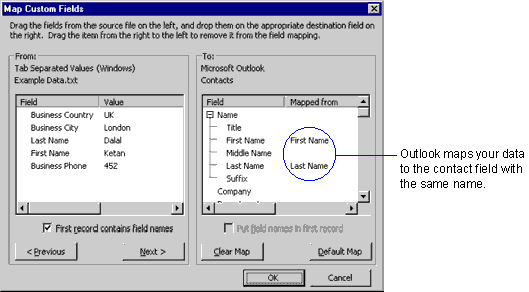 Map Custom Fields
Drag the fields from the source file on the left, and drop them on the appropriate destination field on
the right. Drag the item from the right to the left to remove it from the field mapping.
From:
Tab Separated Values (Windows)
Example Data.txt
Field Value
Business Country UK
Business City London
Last Name Dalal
First Name Ketan
Business Phone 452
First record contains field names
< Previous Next >
To:
Microsoft Outlook
Contacts
Field Mapped from
Name
Title
First Name First Name
Middle Name
Last Name Last Name
Suffix
Company
Put field names in first record
Clear Map Default Map
OK Cancel
Outlook maps your data
to the contact field with
the same name.